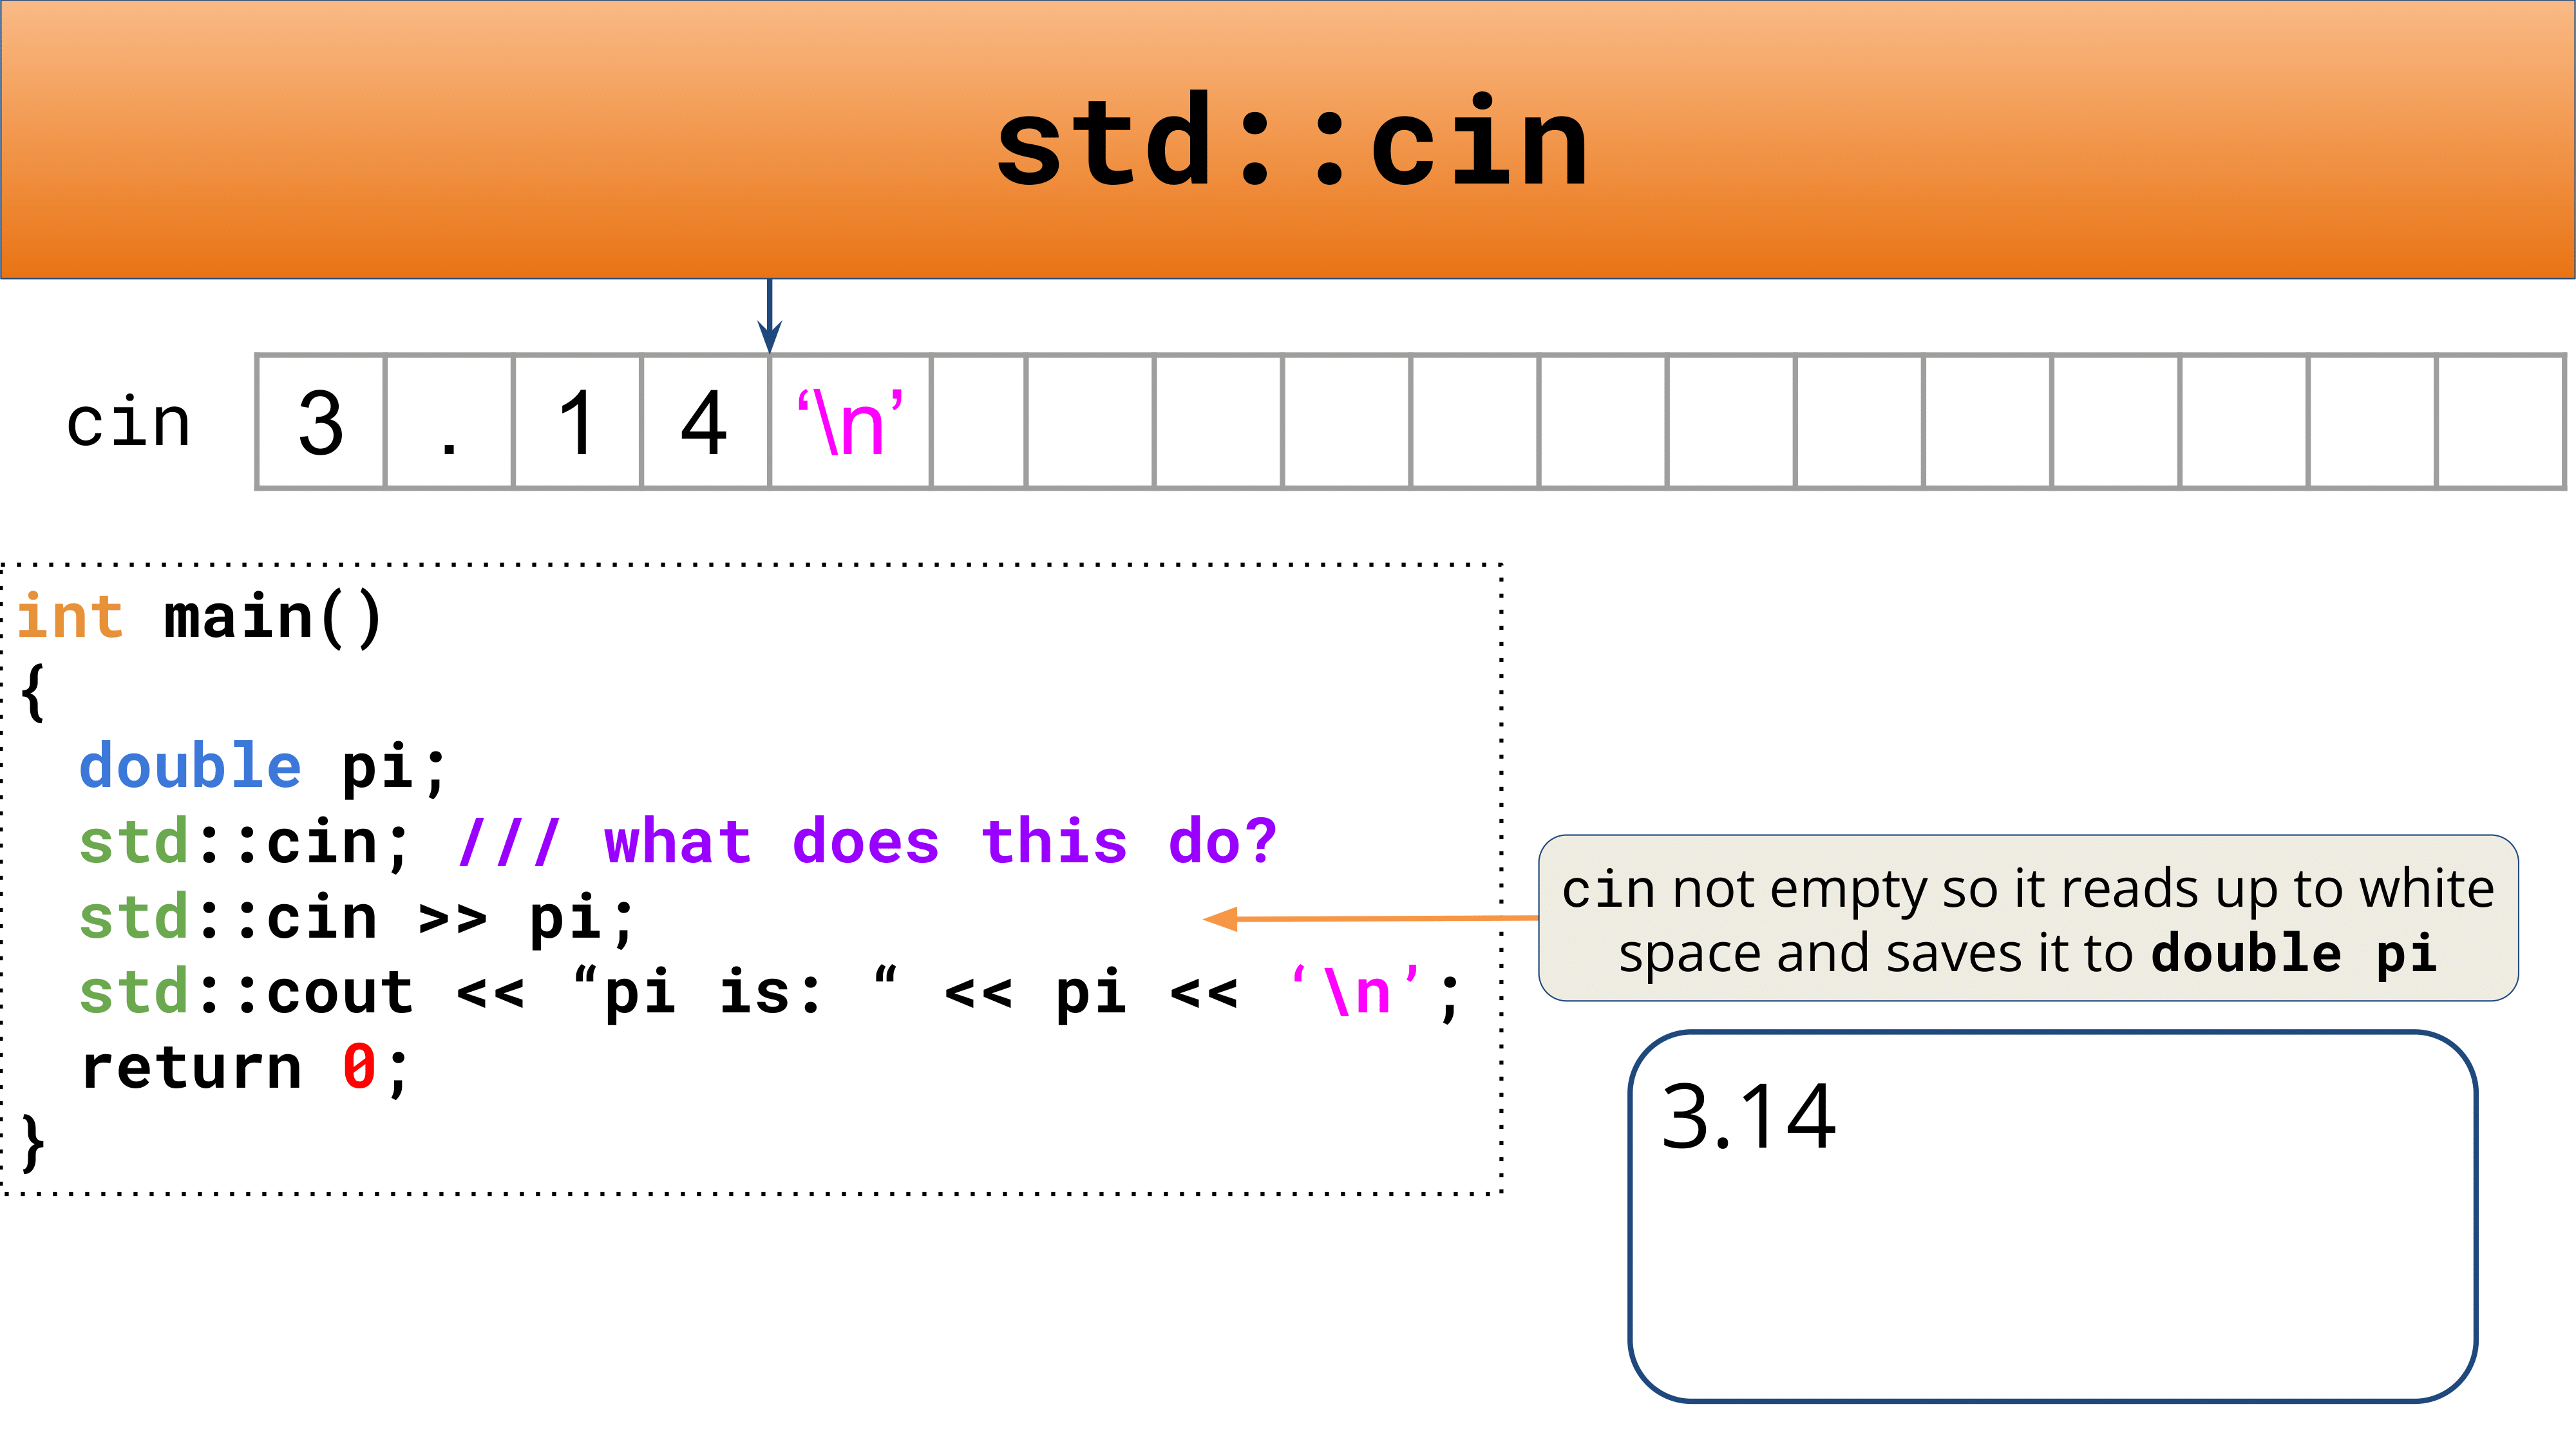 std::cin
cin 3 . 1 4 ‘\n’
int main()
{
double pi;
std::cin; /// what does this do?
std::cin >> pi;
std::cout << “pi is: “ << pi << ‘\n’;
return 0;
}
cin not empty so it reads up to white
space and saves it to double pi
3.14